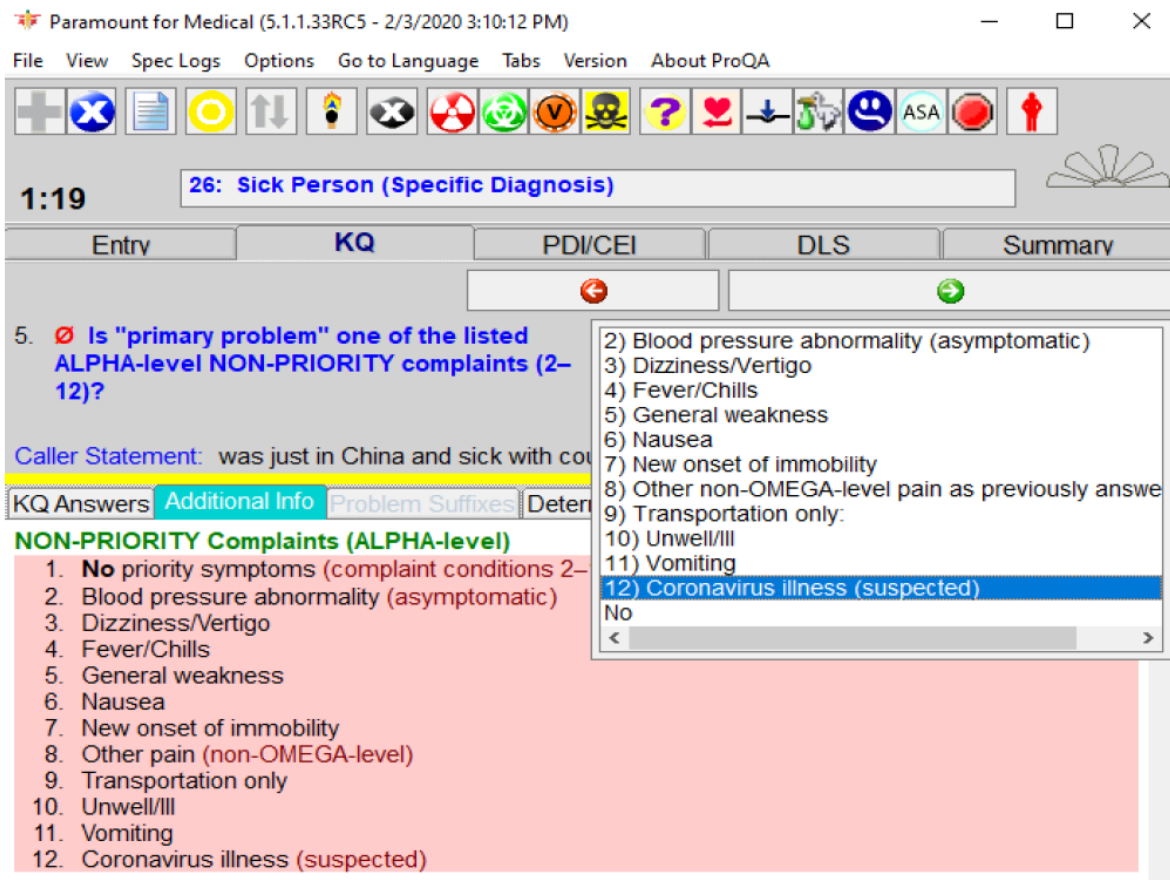 Paramount for Medical (5.1.1.33RC5 - 2/3/2020 3:10:12 PM)
File View Spec Logs Options Go to Language Tabs Version About ProQA
V ? ASA
1:19
26: Sick Person (Specific Diagnosis)
Entry KQ PDI/CEI DLS Summary
5. Ø Is "primary problem" one of the listed
ALPHA-level NON-PRIORITY complaints (2–
12)?
Caller Statement: was just in China and sick with cou
2) Blood pressure abnormality (asymptomatic)
3) Dizziness/Vertigo
4) Fever/Chills
5) General weakness
6) Nausea
7) New onset of immobility
8) Other non-OMEGA-level pain as previously answe
9) Transportation only:
10) Unwell/Ill
11) Vomiting
12) Coronavirus illness (suspected)
No
KQ Answers Additional Info Problem Suffixes Deter
NON-PRIORITY Complaints (ALPHA-level)
1. No priority symptoms (complaint conditions 2–
2. Blood pressure abnormality (asymptomatic)
3. Dizziness/Vertigo
4. Fever/Chills
5. General weakness
6. Nausea
7. New onset of immobility
8. Other pain (non-OMEGA-level)
9. Transportation only
10. Unwell/Ill
11. Vomiting
12. Coronavirus illness (suspected)